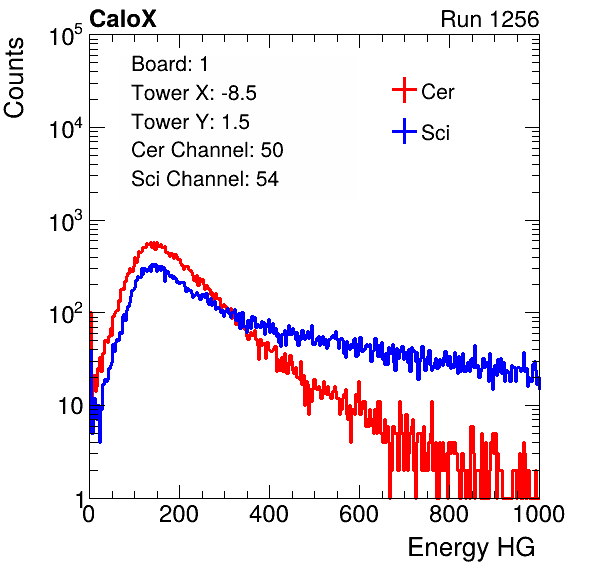 CaloX Run 1256
Counts
10^5
10^4
10^3
10^2
10
1
Board: 1
Tower X: -8.5
Tower Y: 1.5
Cer Channel: 50
Sci Channel: 54
Cer
Sci
0 200 400 600 800 1000
Energy HG